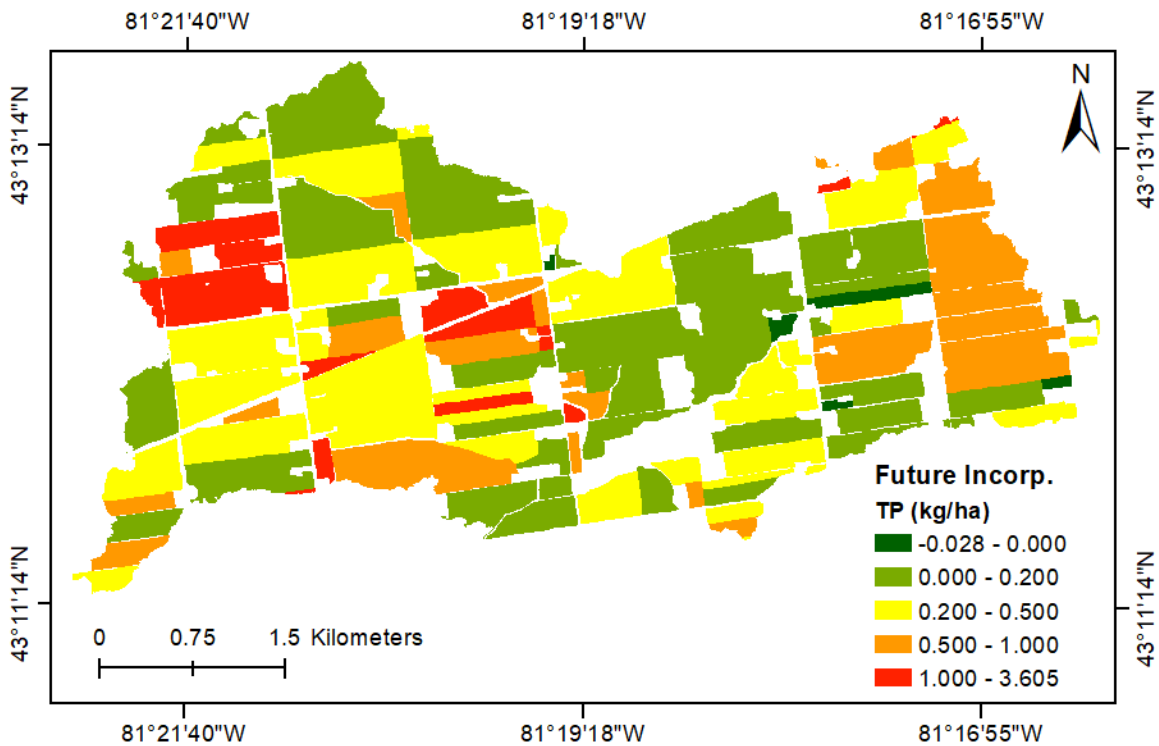 81°21'40"W 81°19'18"W 81°16'55"W
N
43°13'14"N 43°13'14"N
Future Incorp.
TP (kg/ha)
-0.028 - 0.000
0.000 - 0.200
0.200 - 0.500
0.500 - 1.000
1.000 - 3.605
43°11'14"N 43°11'14"N
0 0.75 1.5 Kilometers
81°21'40"W 81°19'18"W 81°16'55"W